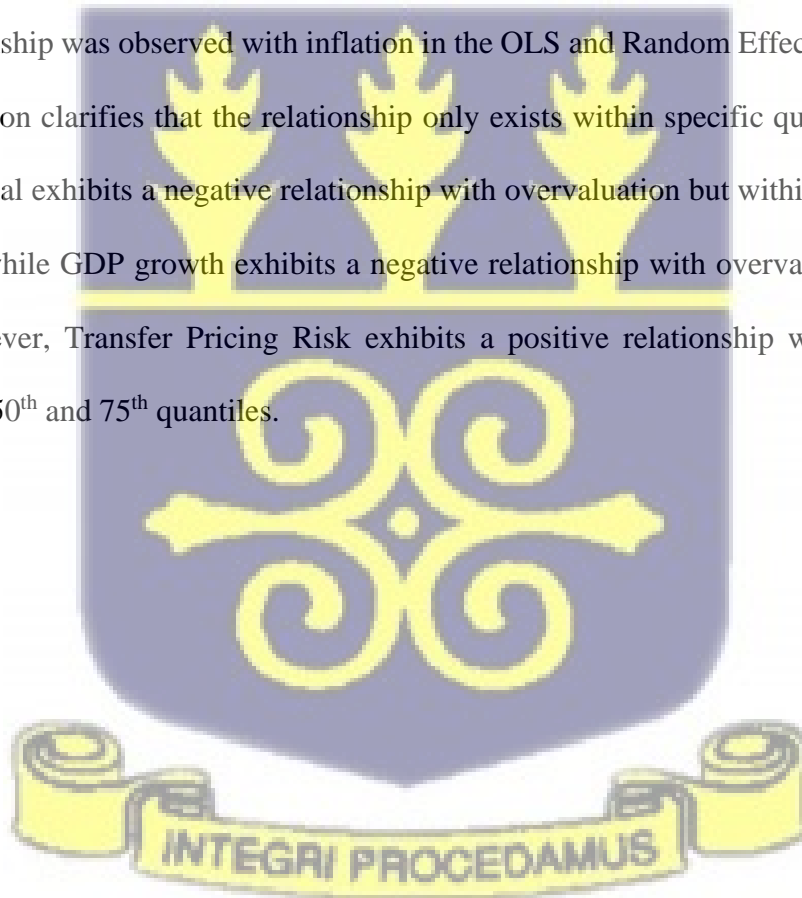 ship was observed with inflation in the OLS and Random Effec
on clarifies that the relationship only exists within specific qu
al exhibits a negative relationship with overvaluation but withi
while GDP growth exhibits a negative relationship with overva
ever, Transfer Pricing Risk exhibits a positive relationship w
50th and 75th quantiles.
INTEGRI PROCEDAMUS